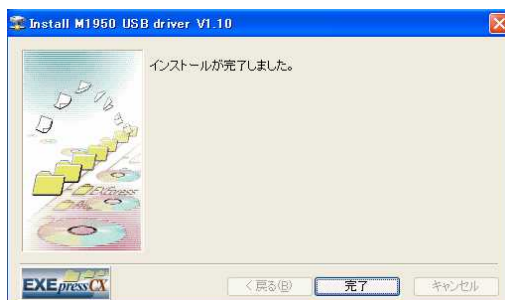 Install M1950 USB driver V1.10
インストールが完了しました。
EXEpress
EXEpressCX
< 戻る(B)
完了
キャンセル